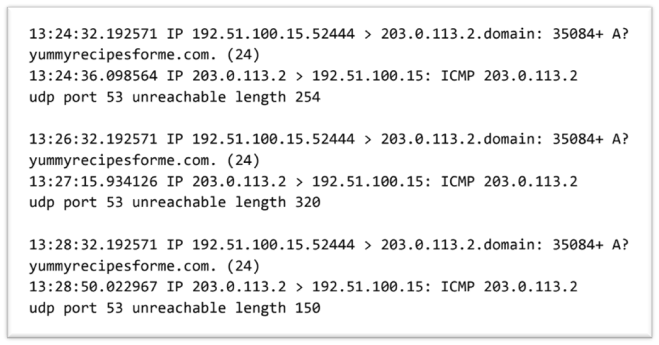 13:24:32.192571 IP 192.51.100.15.52444 > 203.0.113.2.domain: 35084+ A?
yummyrecipesforme.com. (24)
13:24:36.098564 IP 203.0.113.2 > 192.51.100.15: ICMP 203.0.113.2
udp port 53 unreachable length 254
13:26:32.192571 IP 192.51.100.15.52444 > 203.0.113.2.domain: 35084+ A?
yummyrecipesforme.com. (24)
13:27:15.934126 IP 203.0.113.2 > 192.51.100.15: ICMP 203.0.113.2
udp port 53 unreachable length 320
13:28:32.192571 IP 192.51.100.15.52444 > 203.0.113.2.domain: 35084+ A?
yummyrecipesforme.com. (24)
13:28:50.022967 IP 203.0.113.2 > 192.51.100.15: ICMP 203.0.113.2
udp port 53 unreachable length 150